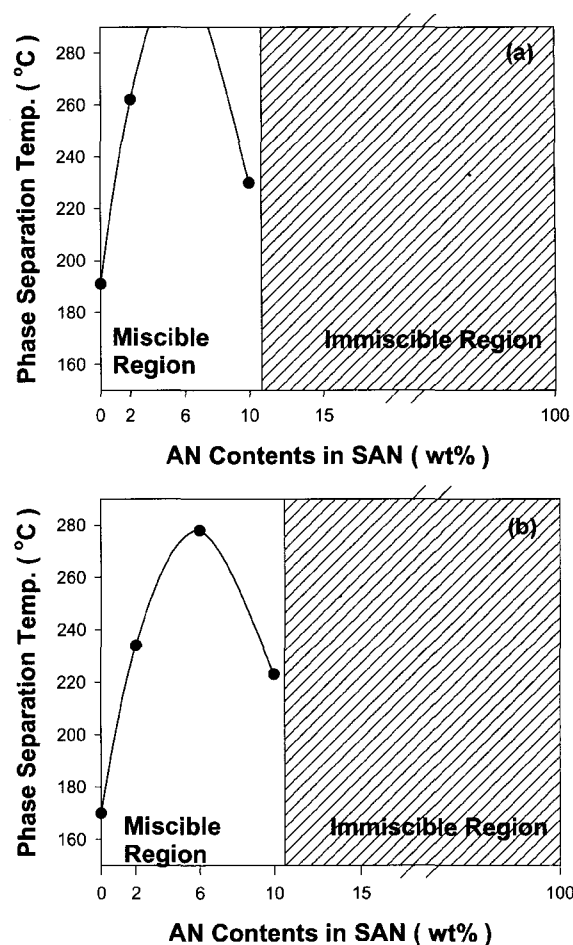 (a)
Phase Separation Temp. ( °C)
280
260
240
220
200
180
160
Miscible
Region
Immiscible Region
0 2 6 10 15 100
AN Contents in SAN ( wt% )
(b)
Phase Separation Temp. ( °C)
280
260
240
220
200
180
160
Miscible
Region
Immiscible Region
0 2 6 10 15 100
AN Contents in SAN ( wt% )